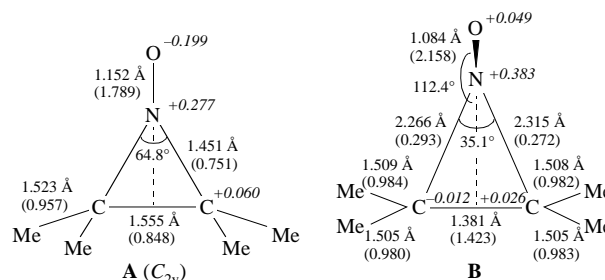 O −0.199
1.152 Å
(1.789)
N +0.277
64.8°
1.451 Å
(0.751)
1.523 Å
(0.957)
C
C +0.060
1.555 Å
(0.848)
Me
Me
Me
Me
A (C2v)
B
O +0.049
1.084 Å
(2.158)
N +0.383
112.4°
2.266 Å
(0.293)
35.1°
2.315 Å
(0.272)
1.509 Å
(0.984)
1.508 Å
(0.982)
Me
Me
C −0.012
+0.026 C
Me
Me
1.381 Å
(1.423)
1.505 Å
(0.980)
1.505 Å
(0.983)
B